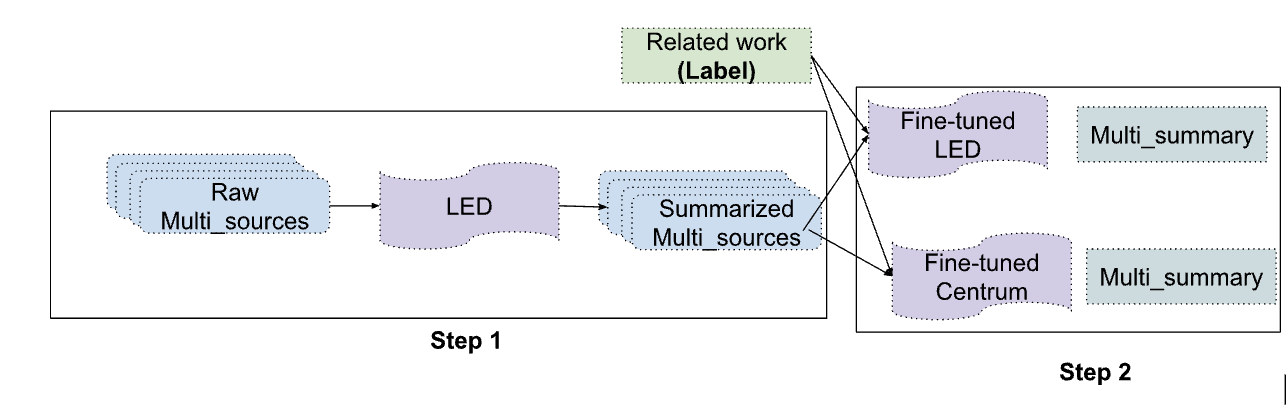 Related work
(Label)
Raw
Multi_sources
LED
Summarized
Multi_sources
Step 1
Fine-tuned
LED
Multi_summary
Fine-tuned
Centrum
Multi_summary
Step 2